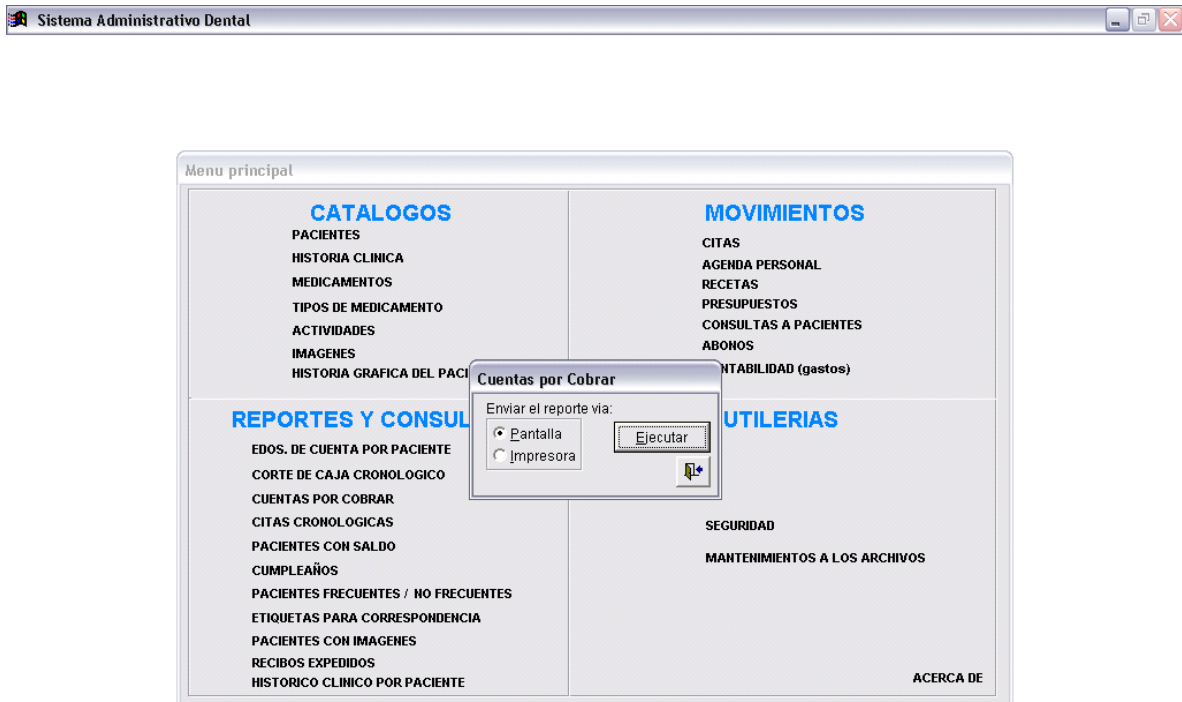 Sistema Administrativo Dental
Menu principal
CATALOGOS
PACIENTES
HISTORIA CLINICA
MEDICAMENTOS
TIPOS DE MEDICAMENTO
ACTIVIDADES
IMAGENES
HISTORIA GRAFICA DEL PACI
MOVIMIENTOS
CITAS
AGENDA PERSONAL
RECETAS
PRESUPUESTOS
CONSULTAS A PACIENTES
ABONOS
NTABILIDAD (gastos)
Cuentas por Cobrar
Enviar el reporte via:
Pantalla
Impresora
Ejecutar
REPORTES Y CONSUL
EDOS. DE CUENTA POR PACIENTE
CORTE DE CAJA CRONOLOGICO
CUENTAS POR COBRAR
CITAS CRONOLOGICAS
PACIENTES CON SALDO
CUMPLEAÑOS
PACIENTES FRECUENTES / NO FRECUENTES
ETIQUETAS PARA CORRESPONDENCIA
PACIENTES CON IMAGENES
RECIBOS EXPEDIDOS
HISTORICO CLINICO POR PACIENTE
UTILERIAS
SEGURIDAD
MANTENIMIENTOS A LOS ARCHIVOS
ACERCA DE